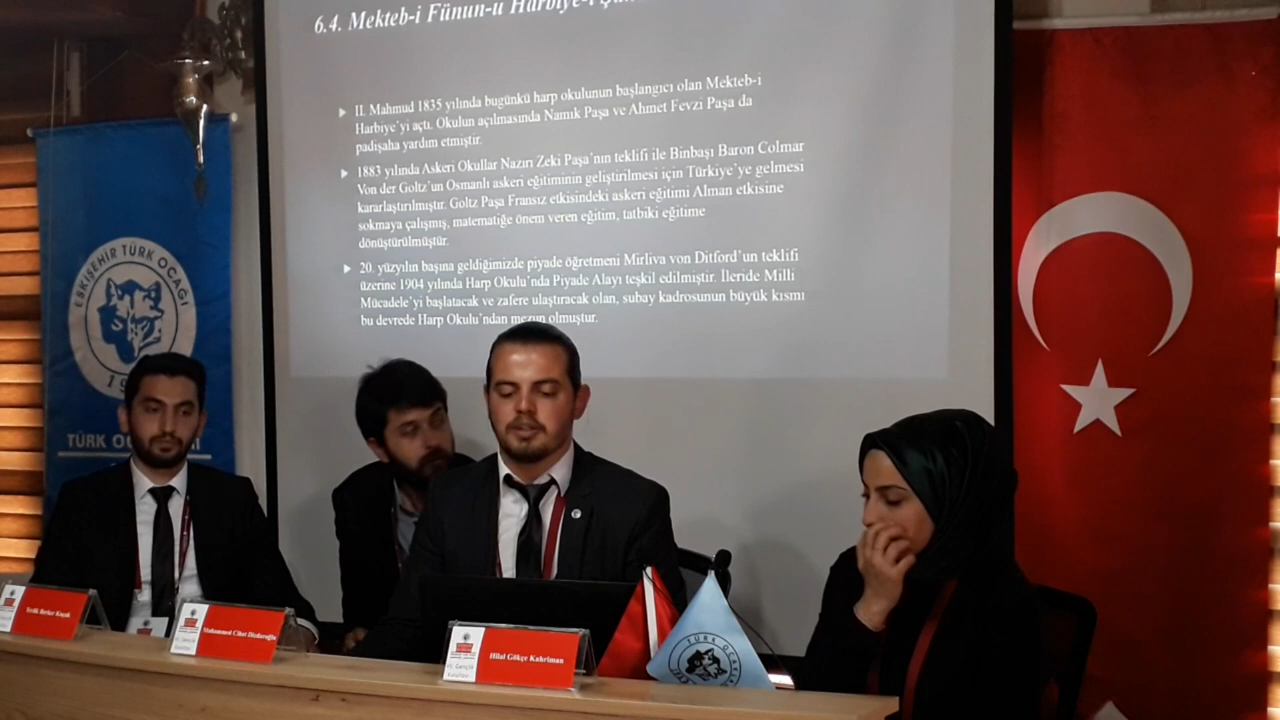 6.4. Mekteb-i Fünun-u Harbiye-i
II. Mahmud 1835 yılında bugünkü harp okulunun başlangıcı olan Mekteb-i
Harbiye'yi açtı. Okulun açılmasında Namık Paşa ve Ahmet Fevzi Paşa da
padişaha yardım etmiştir.
1883 yılında Askeri Okullar Nazırı Zeki Paşa'nın teklifi ile Binbaşı Baron Colmar
Von der Goltz'un Osmanlı askeri eğitiminin geliştirilmesi için Türkiye'ye gelmesi
kararlaştırılmıştır. Goltz Paşa Fransız etkisindeki askeri eğitimi Alman etkisine
sokmaya çalışmış, matematiğe önem veren eğitim, tatbiki eğitime
dönüştürülmüştür.
20. yüzyılın başına geldiğimizde piyade öğretmeni Mirliva von Ditford'un teklifi
üzerine 1904 yılında Harp Okulu'nda Piyade Alayı teşkil edilmiştir. İleride Milli
Mücadele'yi başlatacak ve zafere ulaştıracak olan, subay kadrosunun büyük kısmı
bu devrede Harp Okulu'ndan mezun olmuştur.
ESKİŞEHİR TÜRK OCAĞI
TÜRK
Muhammed Cihat Dizdaroğlu
Hilal Gökçe Kahriman
TÜRK OCAKLARI